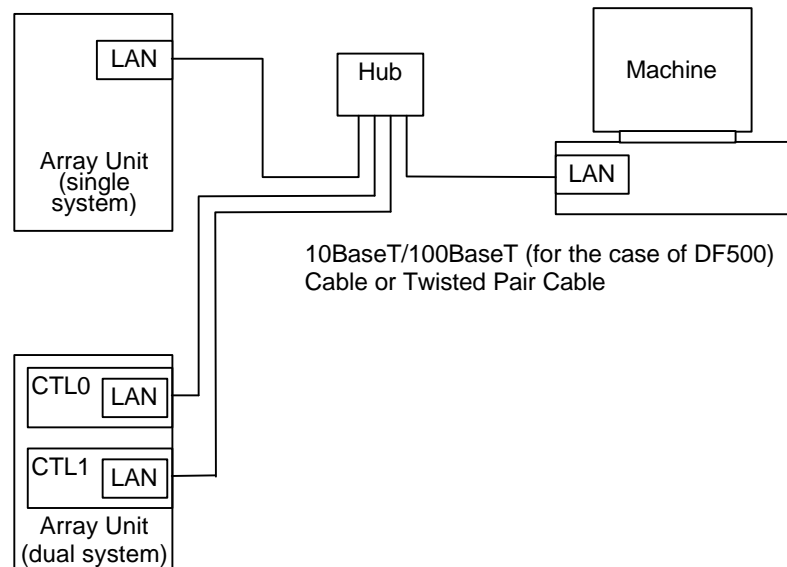 LAN
Hub
Machine
Array Unit
(single
system)
LAN
10BaseT/100BaseT (for the case of DF500)
Cable or Twisted Pair Cable
CTL0
LAN
CTL1
LAN
Array Unit
(dual system)